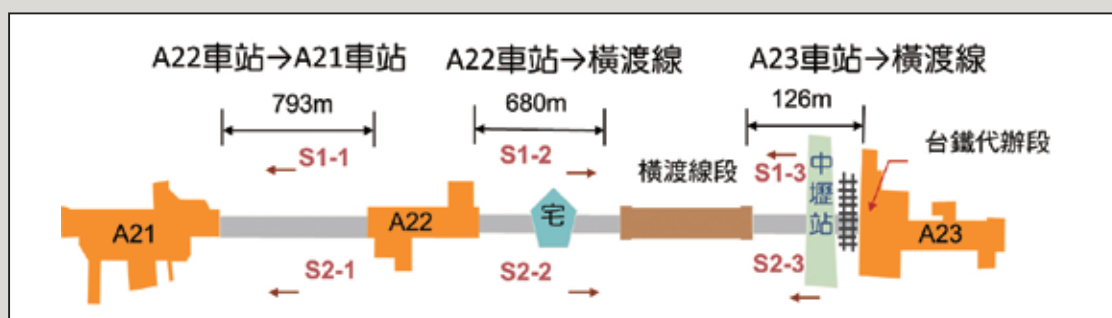 A22車站→A21車站
A22車站→橫渡線
A23車站→橫渡線
793m
680m
126m
S1-1
S1-2
S1-3
橫渡線段
台鐵代辦段
中壢站
宅
A21
A22
A23
S2-1
S2-2
S2-3